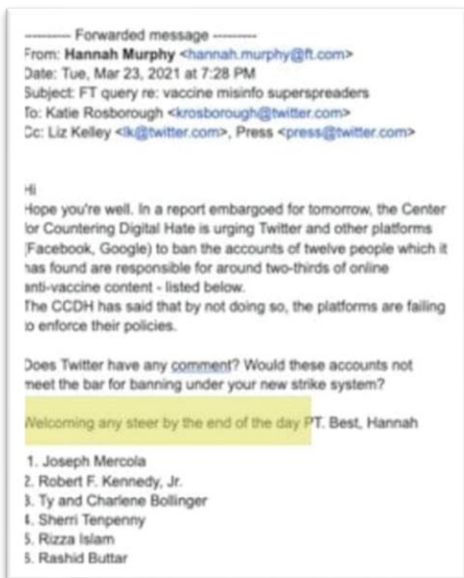 ---------- Forwarded message ---------
From: Hannah Murphy <hannah.murphy@ft.com>
Date: Tue, Mar 23, 2021 at 7:28 PM
Subject: FT query re: vaccine misinfo superspreaders
To: Katie Rosborough <krosborough@twitter.com>
Cc: Liz Kelley <lk@twitter.com>, Press <press@twitter.com>
Hi
Hope you're well. In a report embargoed for tomorrow, the Center
for Countering Digital Hate is urging Twitter and other platforms
(Facebook, Google) to ban the accounts of twelve people which it
has found are responsible for around two-thirds of online
anti-vaccine content - listed below.
The CCDH has said that by not doing so, the platforms are failing
to enforce their policies.
Does Twitter have any comment? Would these accounts not
meet the bar for banning under your new strike system?
Welcoming any steer by the end of the day PT. Best, Hannah
1. Joseph Mercola
2. Robert F. Kennedy, Jr.
3. Ty and Charlene Bollinger
4. Sherri Tenpenny
5. Rizza Islam
6. Rashid Buttar